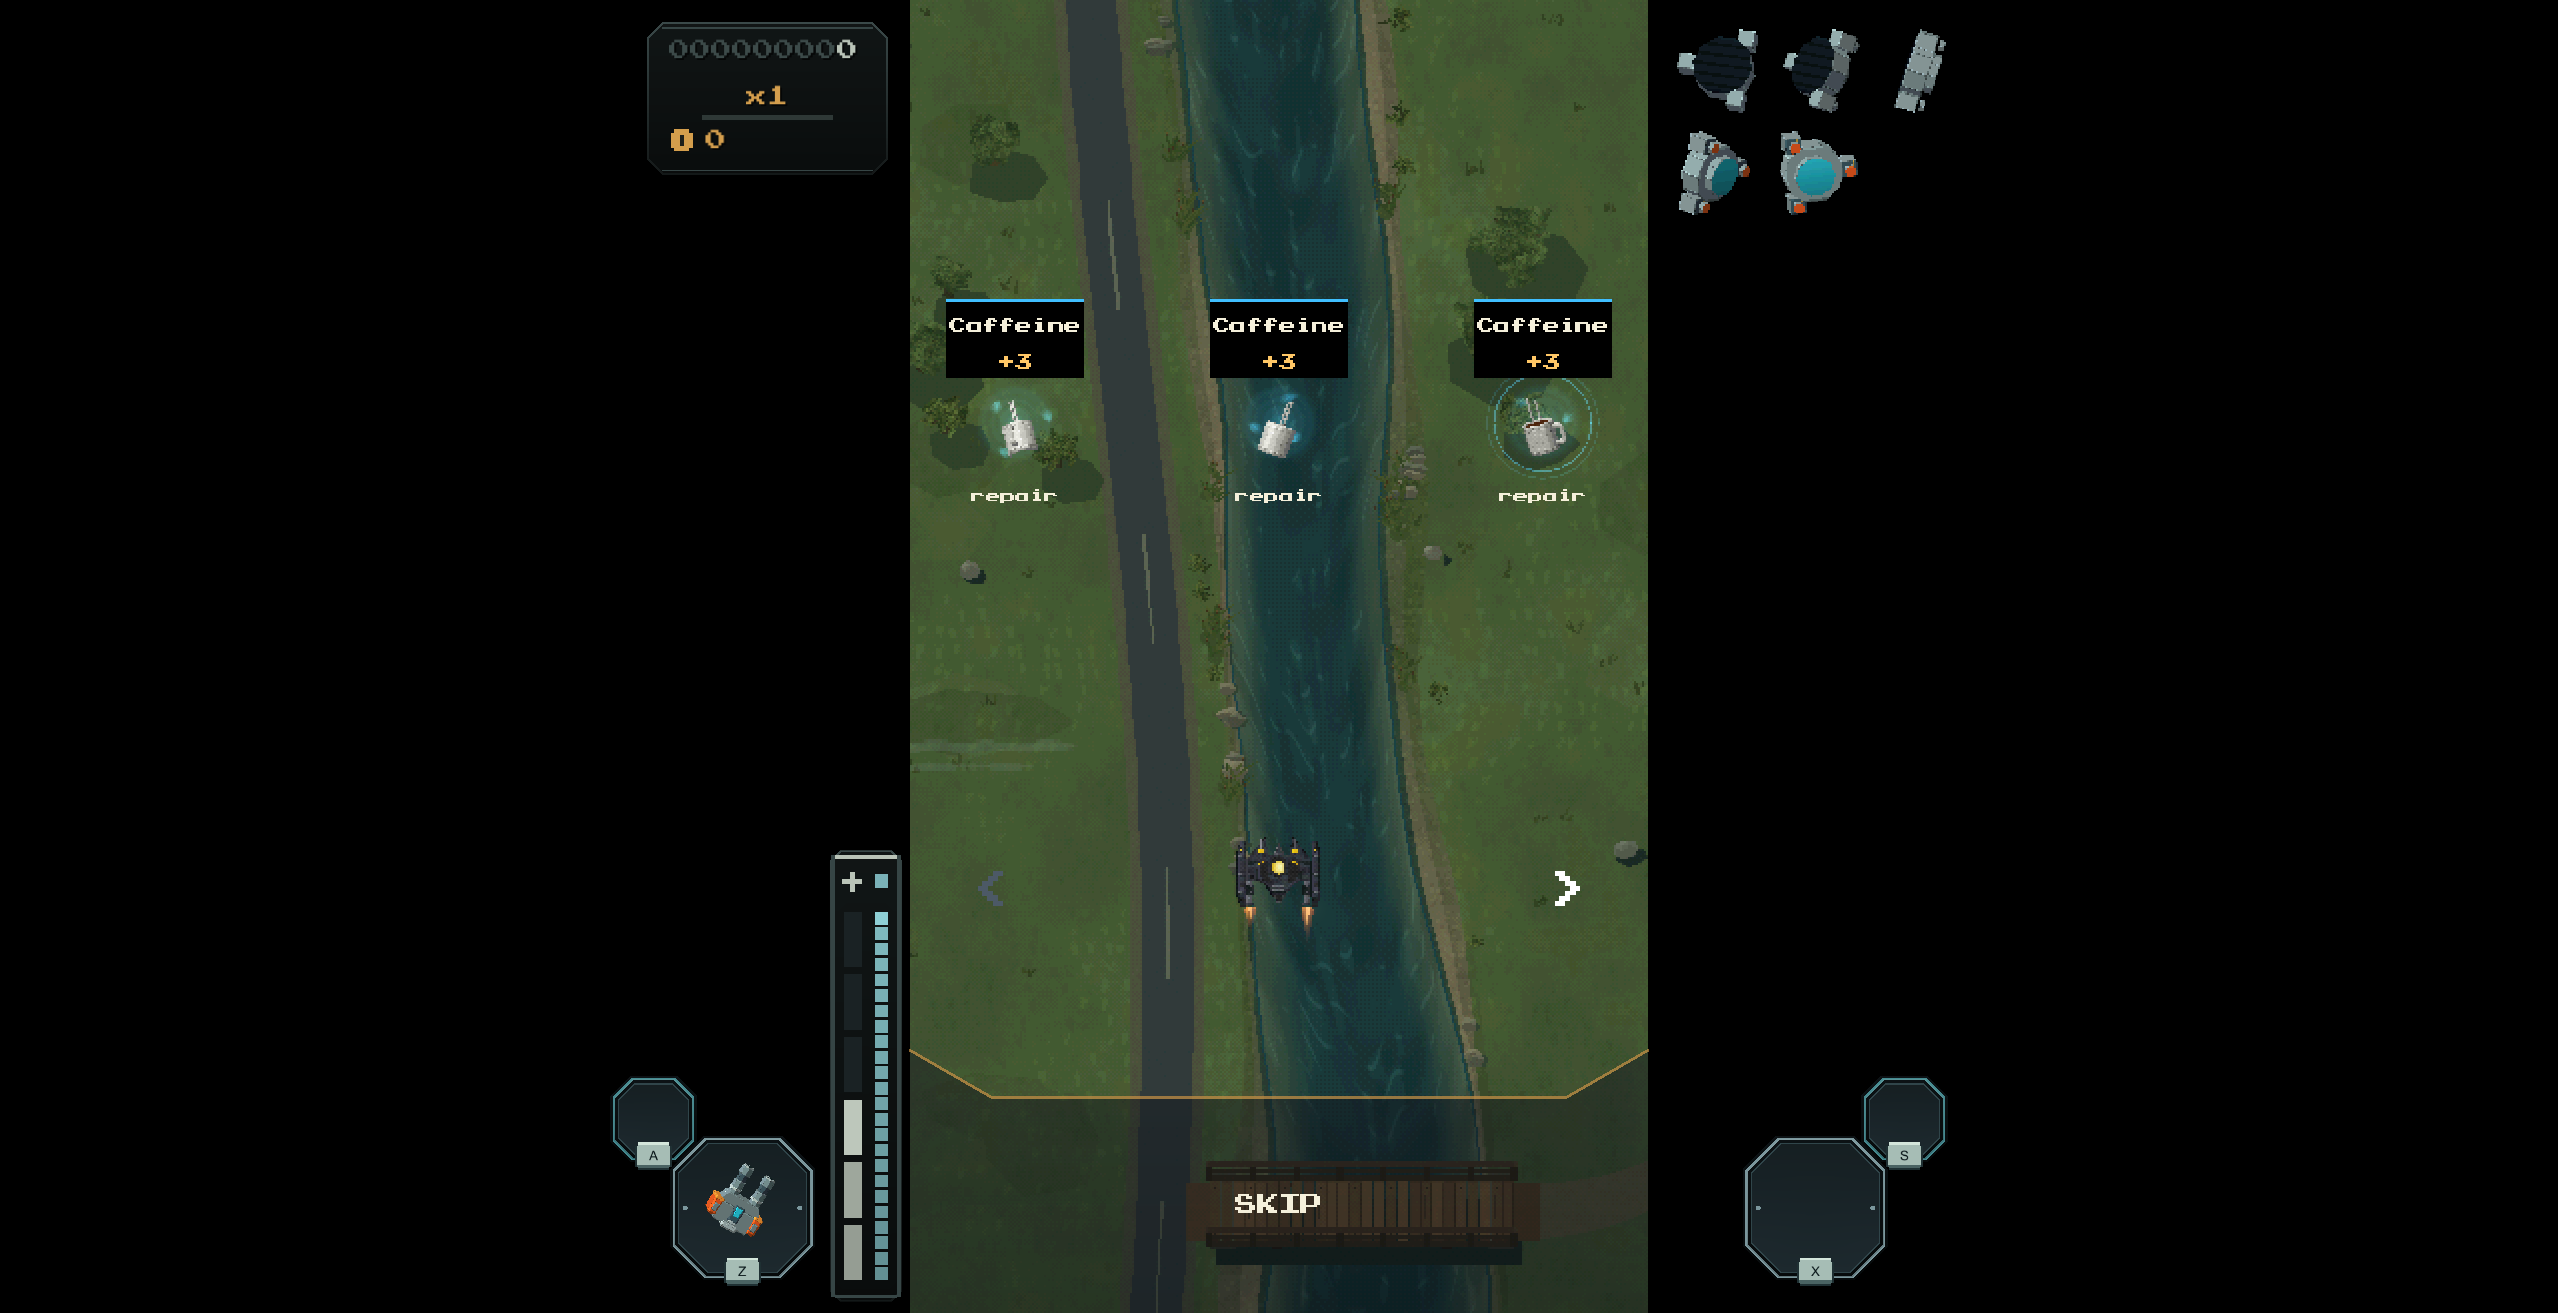 000000000
x1
0
Caffeine
+3
Caffeine
+3
Caffeine
+3
repair
repair
repair
SKIP
A
Z
S
X